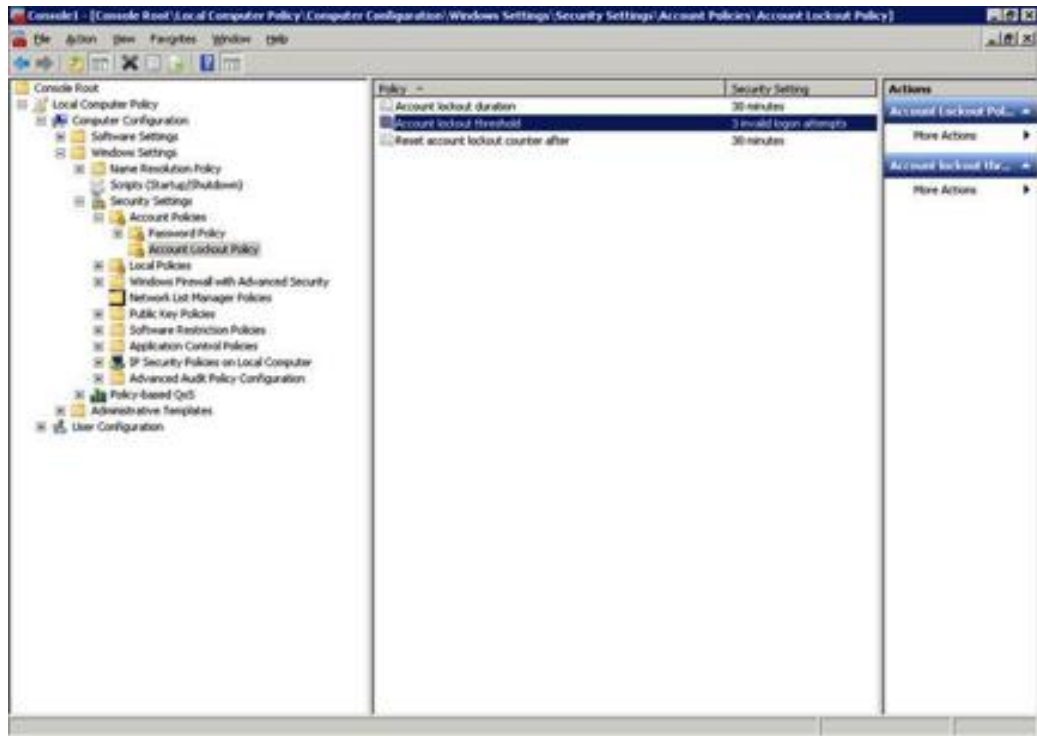 Console1 - [Console Root\Local Computer Policy\Computer Configuration\Windows Settings\Security Settings\Account Policies\Account Lockout Policy]
File Action View Favorites Window Help
Console Root
Local Computer Policy
Computer Configuration
Software Settings
Windows Settings
Name Resolution Policy
Scripts (Startup/Shutdown)
Security Settings
Account Policies
Password Policy
Account Lockout Policy
Local Policies
Windows Firewall with Advanced Security
Network List Manager Policies
Public Key Policies
Software Restriction Policies
Application Control Policies
IP Security Policies on Local Computer
Advanced Audit Policy Configuration
Policy-based QoS
Administrative Templates
User Configuration
Policy Security Setting
Account lockout duration 30 minutes
Account lockout threshold 3 invalid logon attempts
Reset account lockout counter after 30 minutes
Actions
Account Lockout Pol...
More Actions
Account lockout thr...
More Actions